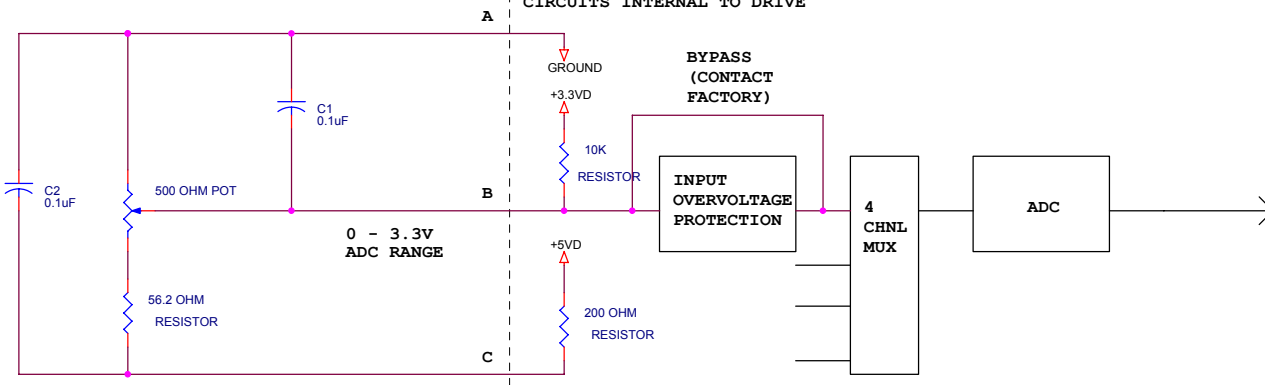 CIRCUITS INTERNAL TO DRIVE
A
GROUND
+3.3VD
BYPASS
(CONTACT
FACTORY)
C1
0.1uF
10K
RESISTOR
C2
0.1uF
500 OHM POT
B
INPUT
OVERVOLTAGE
PROTECTION
4
CHNL
MUX
ADC
0 - 3.3V
ADC RANGE
+5VD
56.2 OHM
RESISTOR
200 OHM
RESISTOR
C